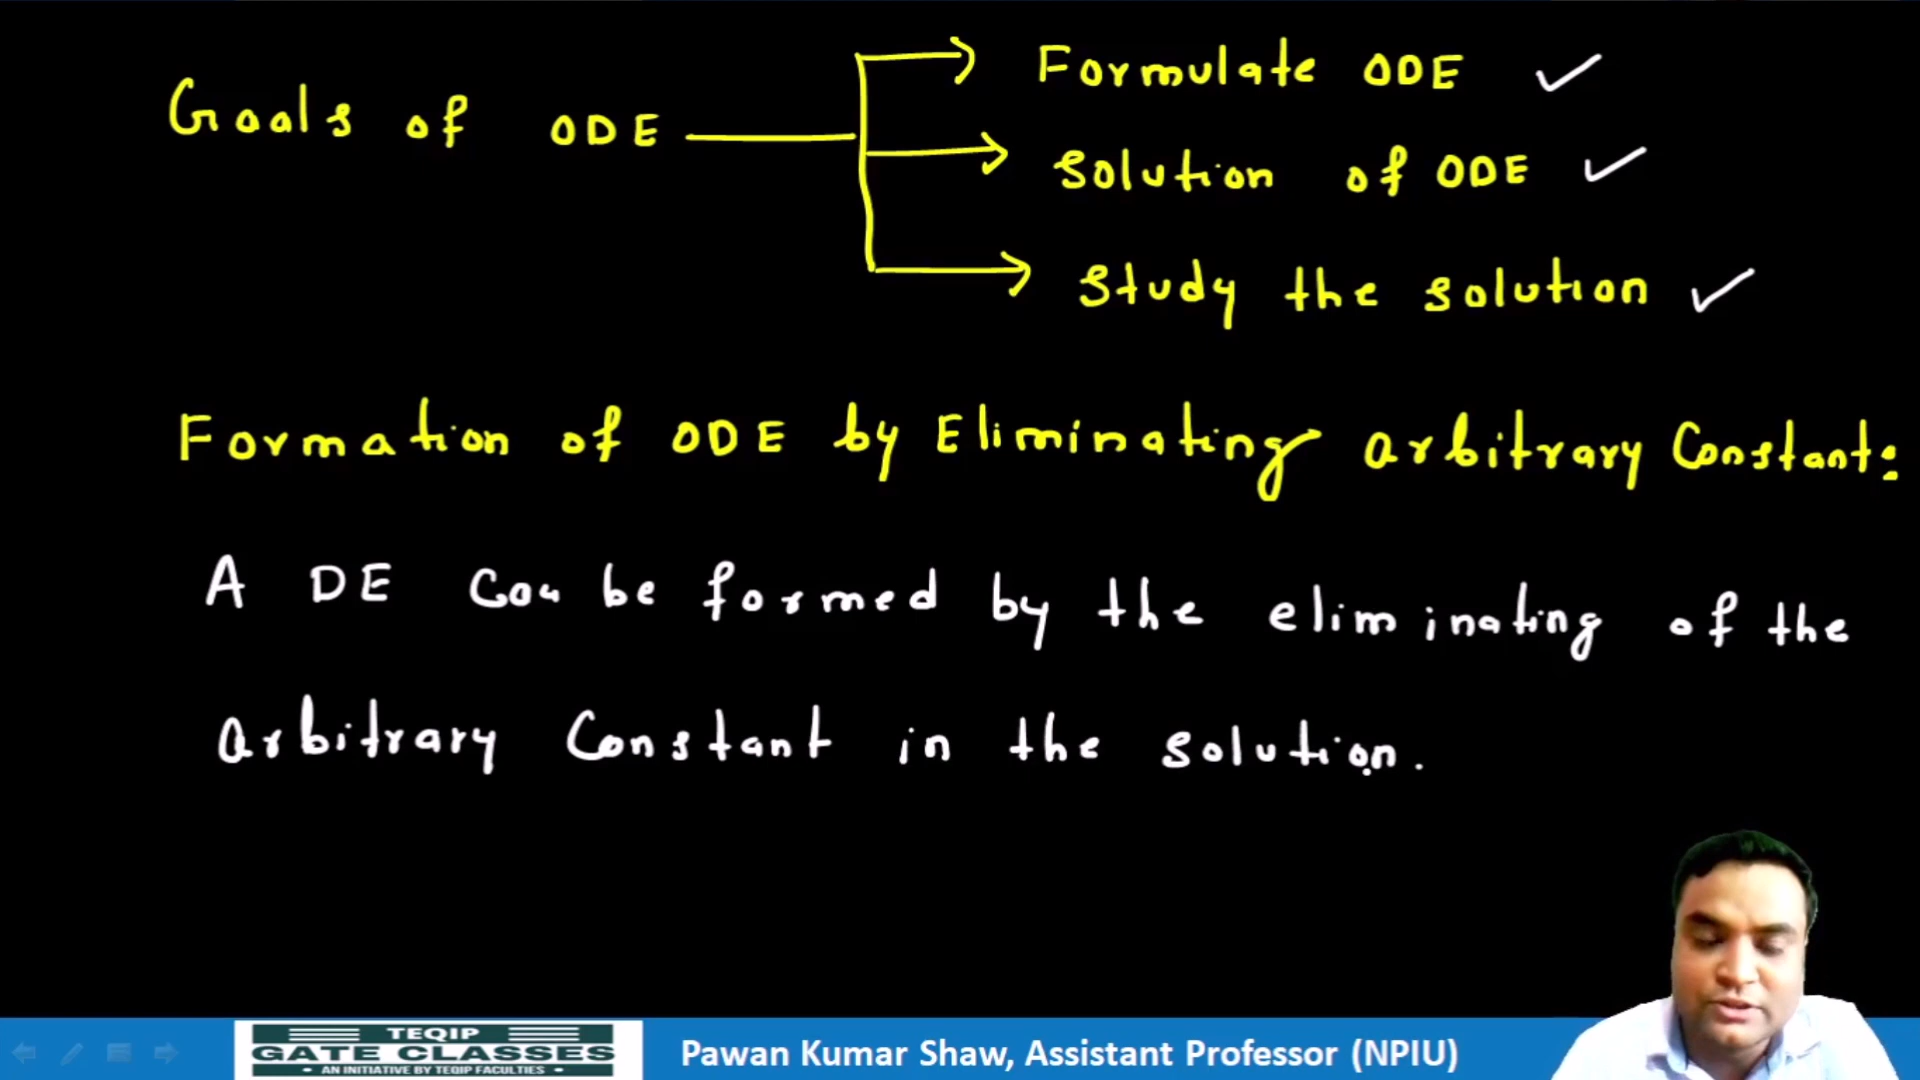 Goals of ODE
Formulate ODE
Solution of ODE
Study the solution
Formation of ODE by Eliminating arbitrary Constant:
A DE Can be formed by the eliminating of the
arbitrary Constant in the solution.
TEQIP
GATE CLASSES
• AN INITIATIVE BY TEQIP FACULTIES •
Pawan Kumar Shaw, Assistant Professor (NPIU)